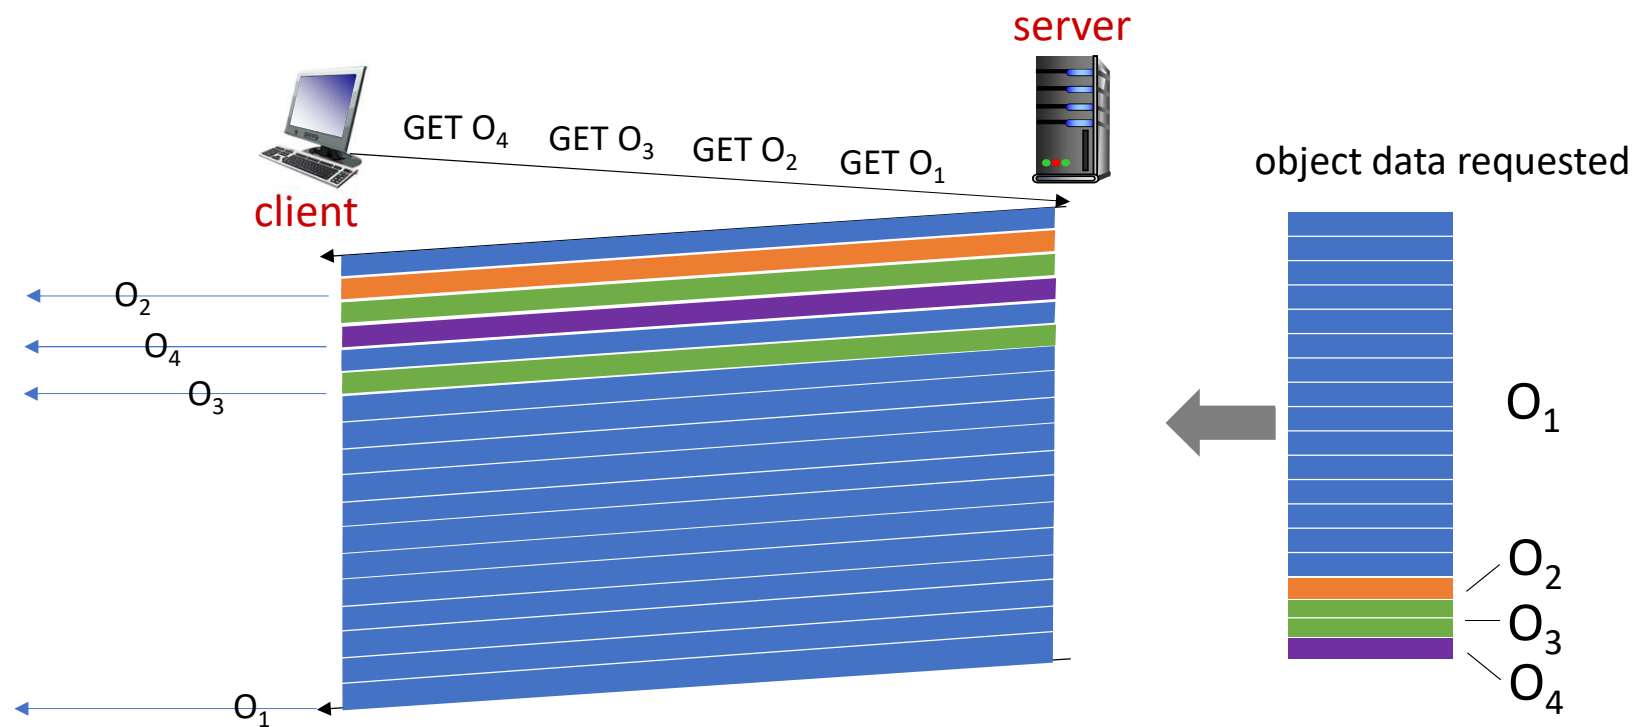 server
GET O₄ GET O₃ GET O₂ GET O₁
object data requested
client
O₂
O₄
O₃
O₁
O₂
O₃
O₄
O₁